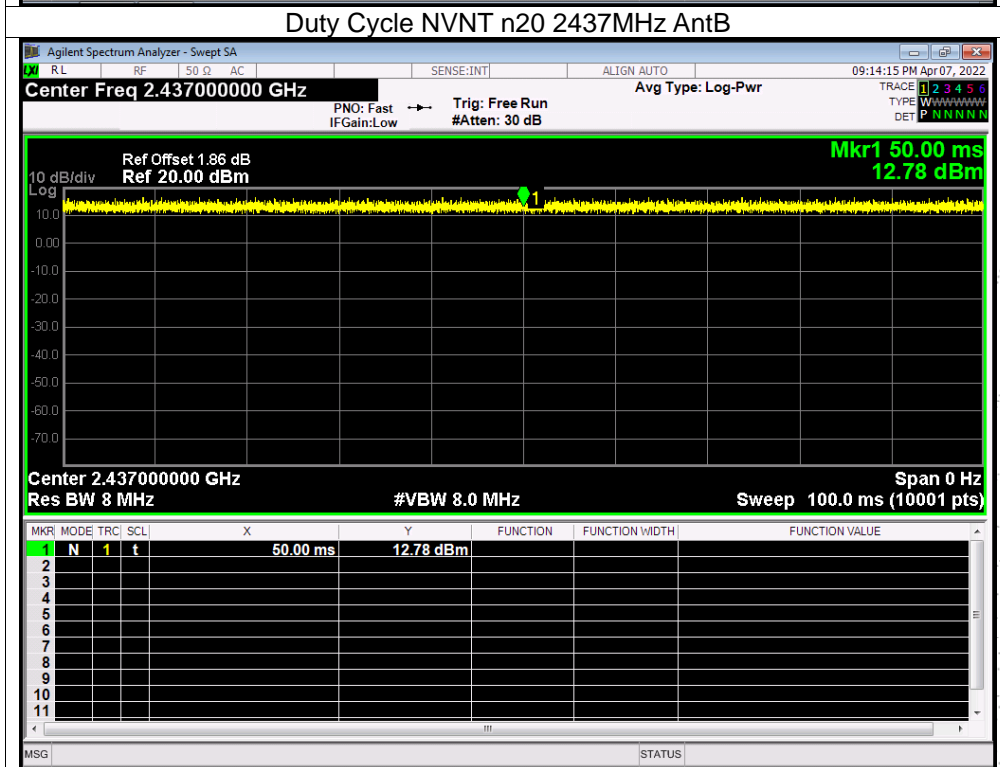 Duty Cycle NVNT n20 2437MHz AntB
Agilent Spectrum Analyzer - Swept SA
LXI RL RF 50 Ω AC SENSE:INT ALIGN AUTO 09:14:15 PM Apr 07, 2022
Center Freq 2.437000000 GHz Avg Type: Log-Pwr TRACE 1 2 3 4 5 6
PNO: Fast Trig: Free Run TYPE WWWWWW
IFGain:Low #Atten: 30 dB DET P N N N N N
Mkr1 50.00 ms
Ref Offset 1.86 dB
10 dB/div Ref 20.00 dBm 12.78 dBm
Log
1
10.0
0.00
-10.0
-20.0
-30.0
-40.0
-50.0
-60.0
-70.0
Center 2.437000000 GHz Span 0 Hz
Res BW 8 MHz #VBW 8.0 MHz Sweep 100.0 ms (10001 pts)
MKR MODE TRC SCL X Y FUNCTION FUNCTION WIDTH FUNCTION VALUE
1 N 1 t 50.00 ms 12.78 dBm
2
3
4
5
6
7
8
9
10
11
MSG STATUS